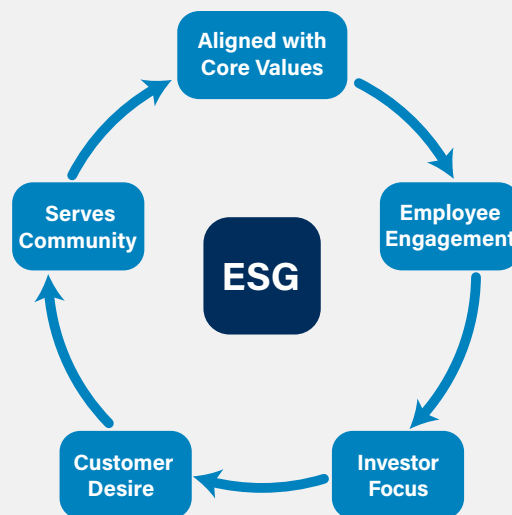 Aligned with
Core Values
Employee
Engagement
Investor
Focus
Customer
Desire
Serves
Community
ESG